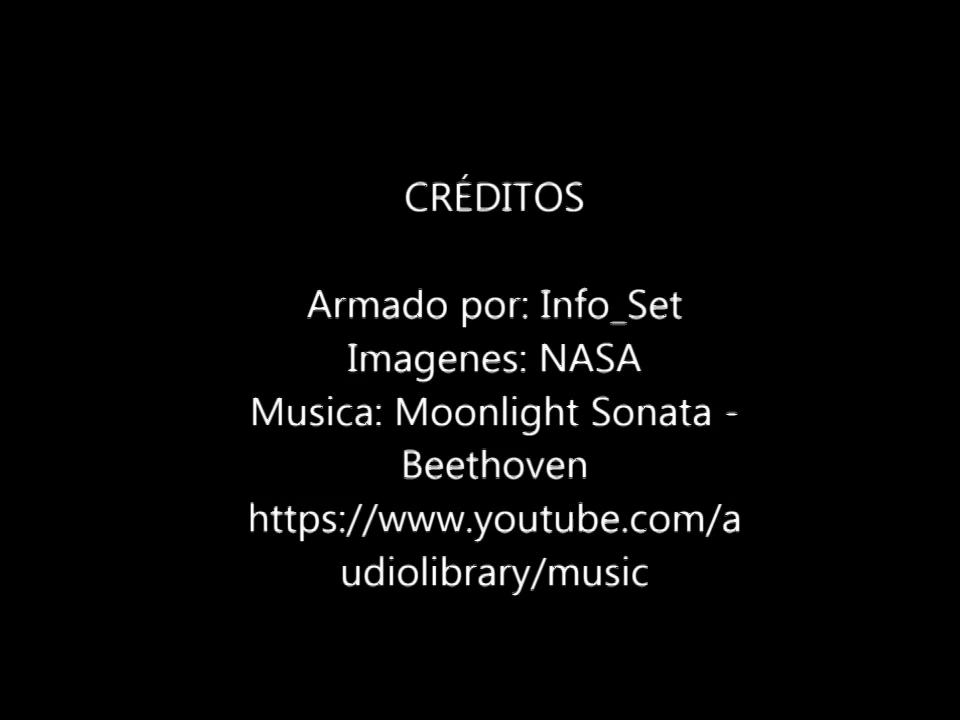 CRÉDITOS
Armado por: Info_Set
Imagenes: NASA
Musica: Moonlight Sonata -
Beethoven
https://www.youtube.com/a
udiolibrary/music